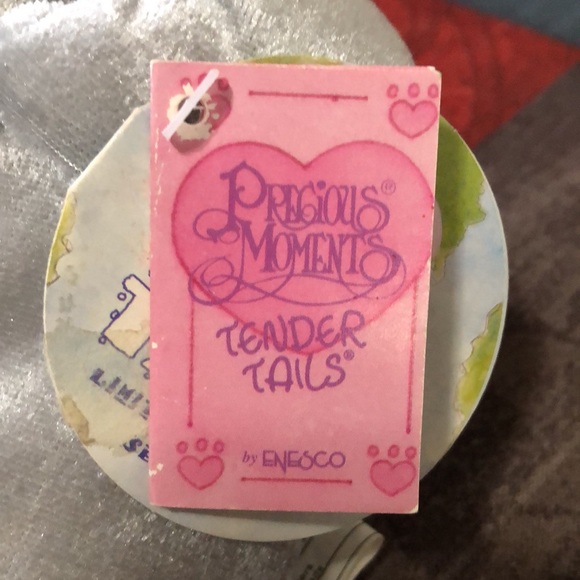 PRECIOUS®
MOMENTS
TENDER
TAILS®
by ENESCO